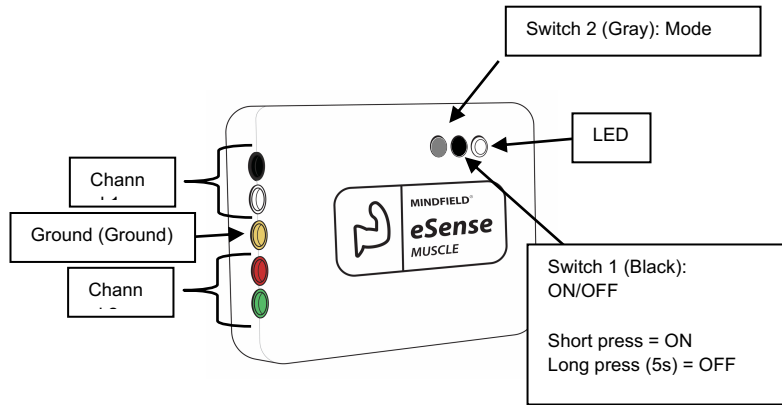 Switch 2 (Gray): Mode
LED
Chann
Ground (Ground)
Chann
MINDFIELD®
eSense
MUSCLE
Switch 1 (Black):
ON/OFF
Short press = ON
Long press (5s) = OFF